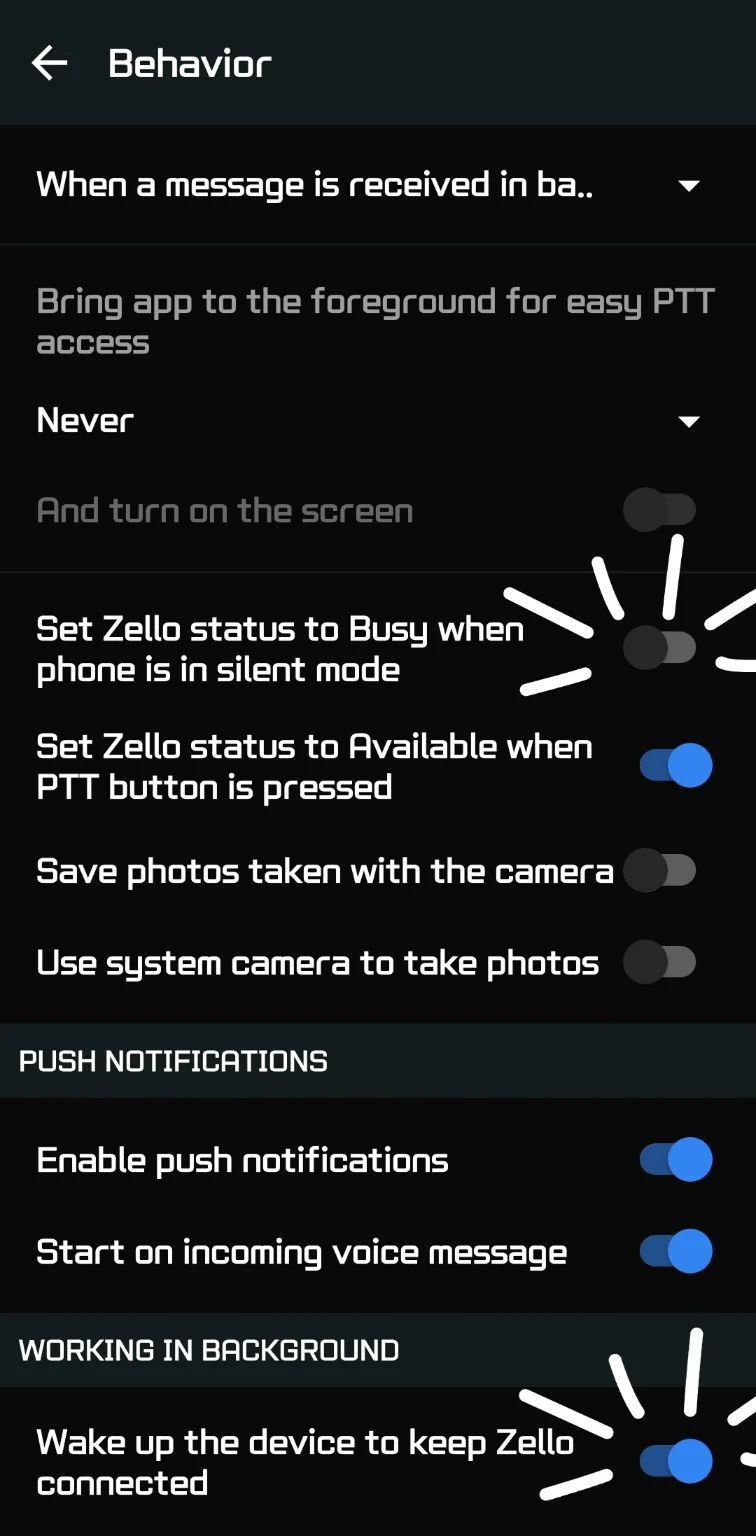 Behavior
When a message is received in ba..
Bring app to the foreground for easy PTT
access
Never
And turn on the screen
Set Zello status to Busy when
phone is in silent mode
Set Zello status to Available when
PTT button is pressed
Save photos taken with the camera
Use system camera to take photos
PUSH NOTIFICATIONS
Enable push notifications
Start on incoming voice message
WORKING IN BACKGROUND
Wake up the device to keep Zello
connected